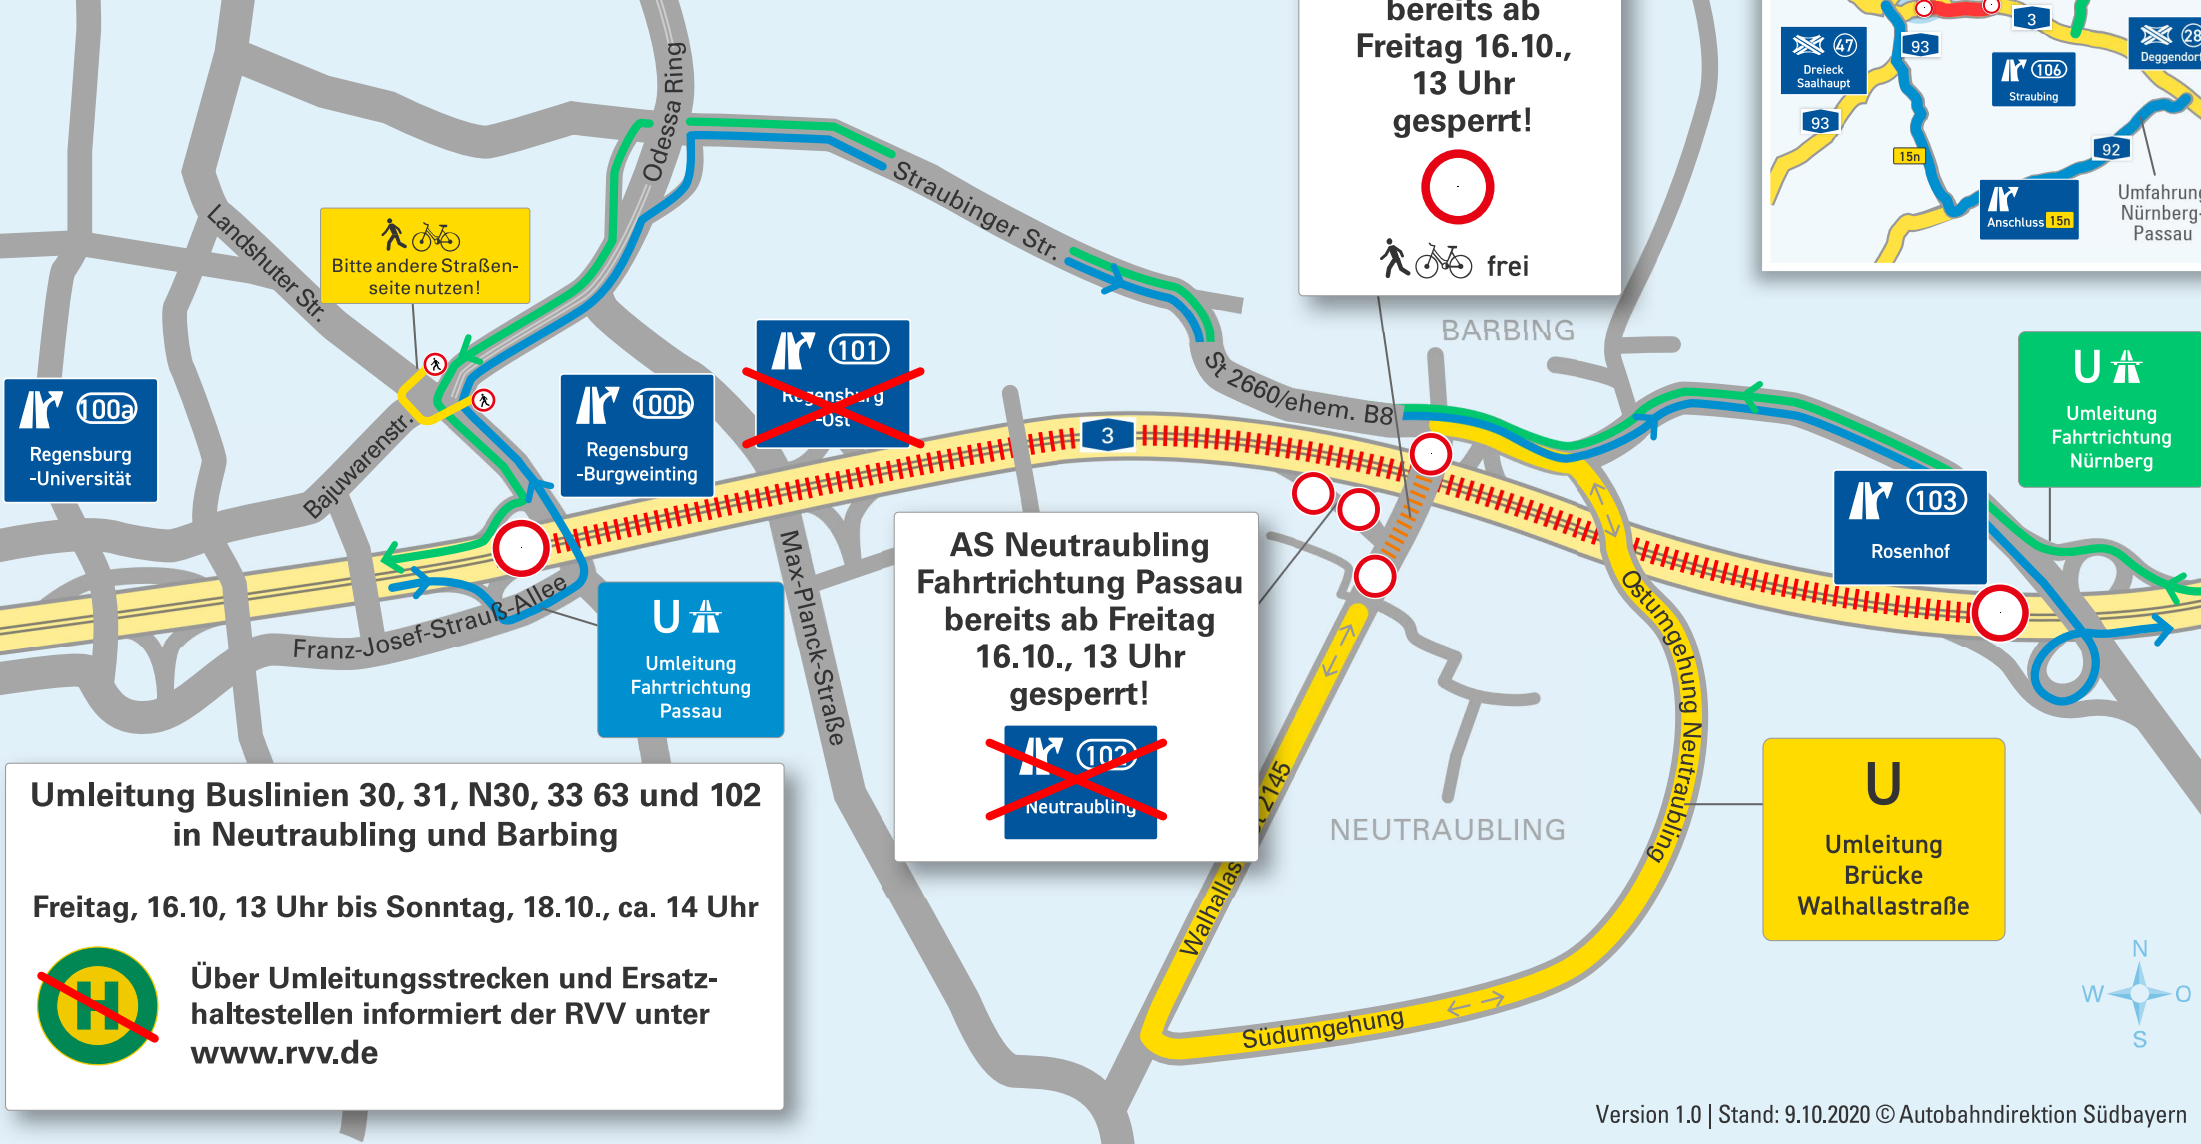 bereits ab
Freitag 16.10.,
13 Uhr
gesperrt!
frei
3
47
Dreieck
Saalhaupt
93
28
Deggendorf
106
Straubing
93
15n
92
Anschluss 15n
Umfahrung
Nürnberg-
Passau
Odessa Ring
Straubinger Str.
Landshuter Str.
Bitte andere Straßen-
seite nutzen!
BARBING
St 2660/ehem. B8
101
Regensburg
-Ost
100a
Regensburg
-Universität
100b
Regensburg
-Burgweinting
Bajuwarenstr.
3
U
Umleitung
Fahrtrichtung
Nürnberg
103
Rosenhof
Franz-Josef-Strauß-Allee
Max-Planck-Straße
U
Umleitung
Fahrtrichtung
Passau
AS Neutraubling
Fahrtrichtung Passau
bereits ab Freitag
16.10., 13 Uhr
gesperrt!
102
Neutraubling
Ostumgehung Neutraubling
NEUTRAUBLING
2145
Walhallas
Südumgehung
U
Umleitung
Brücke
Walhallastraße
Umleitung Buslinien 30, 31, N30, 33 63 und 102
in Neutraubling und Barbing
Freitag, 16.10, 13 Uhr bis Sonntag, 18.10., ca. 14 Uhr
H
Über Umleitungsstrecken und Ersatz-
haltestellen informiert der RVV unter
www.rvv.de
N
W
O
S
Version 1.0 | Stand: 9.10.2020 © Autobahndirektion Südbayern